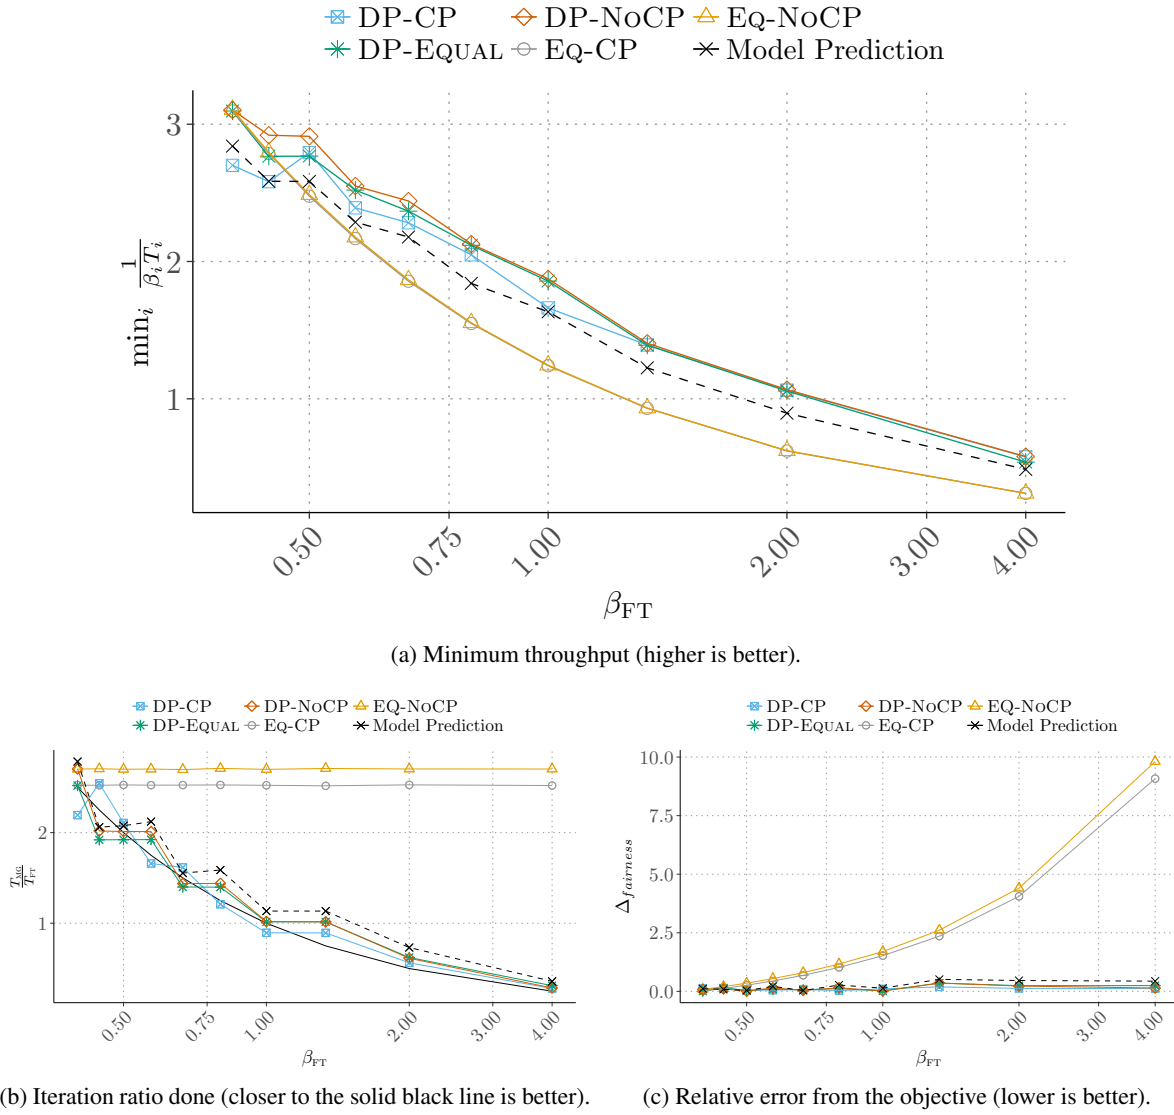 DP-CP DP-NoCP Eq-NoCP
DP-Equal Eq-CP Model Prediction
3
2
1
min_i 1/(β_i T_i)
0.50 0.75 1.00 2.00 3.00 4.00
β_FT
(a) Minimum throughput (higher is better).
DP-CP DP-NoCP EQ-NoCP
DP-Equal Eq-CP Model Prediction
2
1
T_MG/T_FT
0.50 0.75 1.00 2.00 3.00 4.00
β_FT
(b) Iteration ratio done (closer to the solid black line is better).
DP-CP DP-NoCP EQ-NoCP
DP-Equal Eq-CP Model Prediction
10.0
7.5
5.0
2.5
0.0
Δ_fairness
0.50 0.75 1.00 2.00 3.00 4.00
β_FT
(c) Relative error from the objective (lower is better).